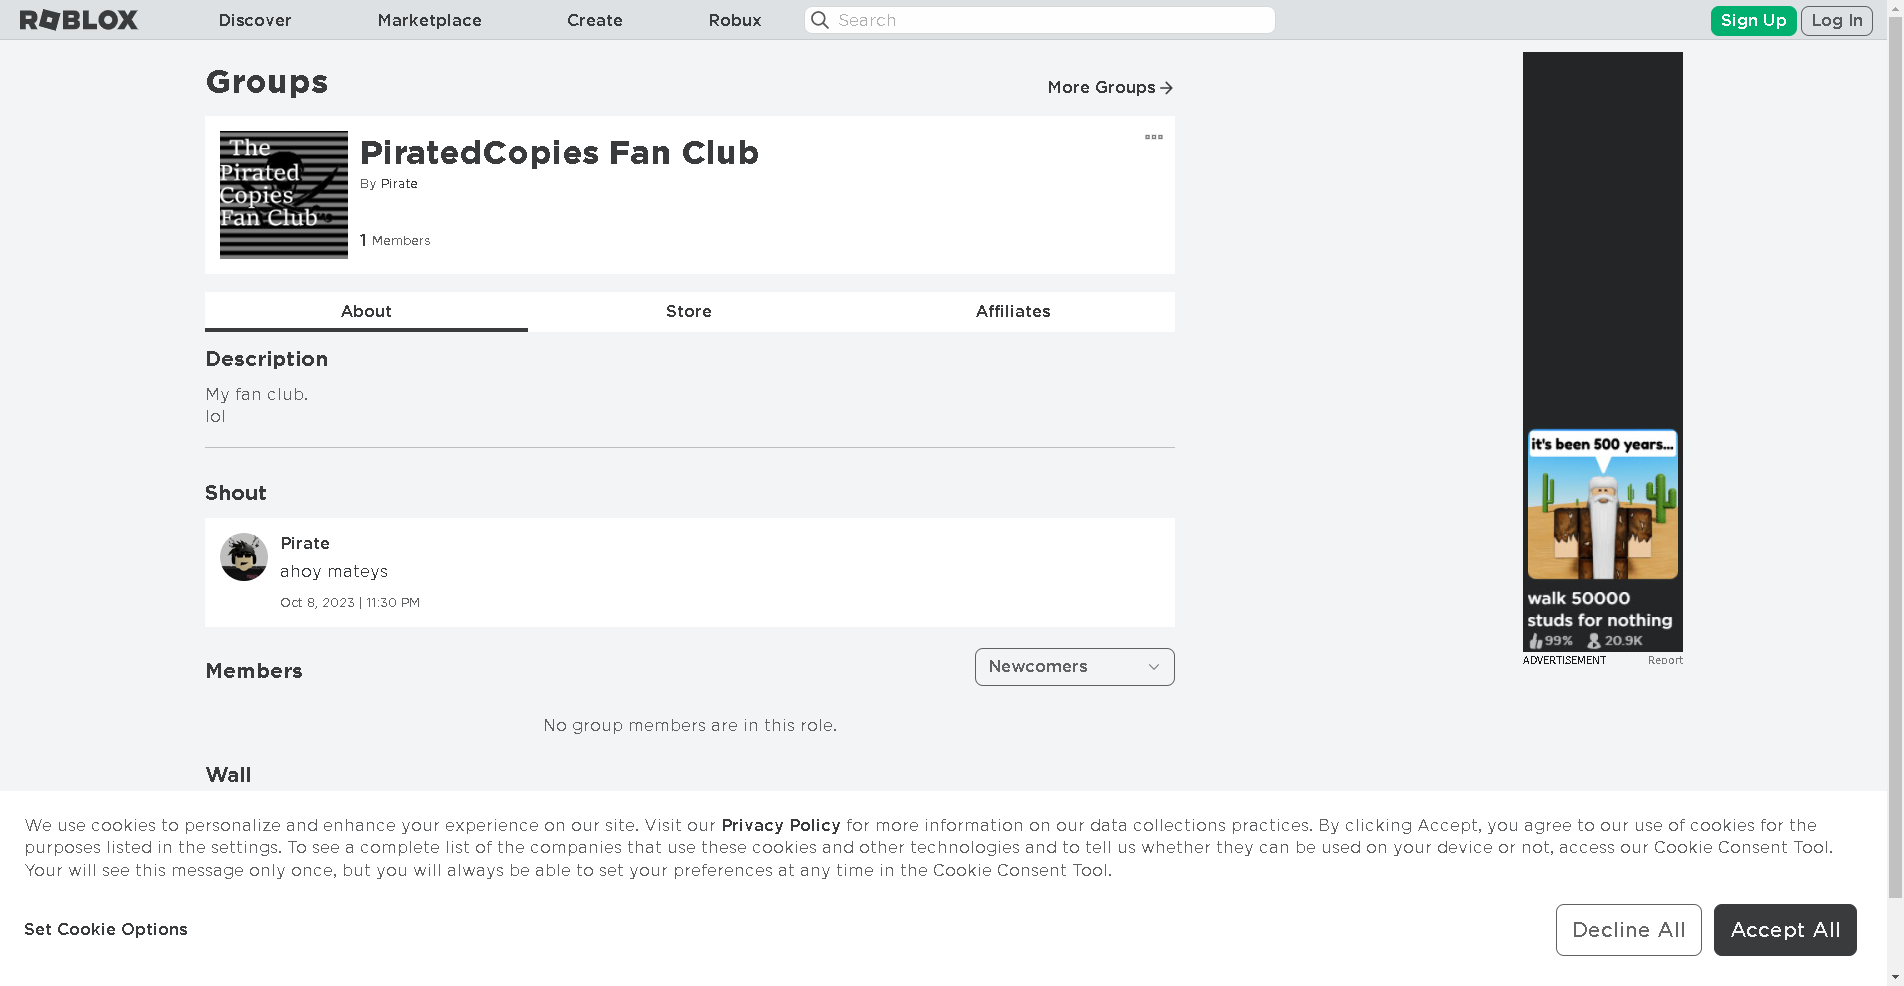 ROBLOX Discover Marketplace Create Robux Search Sign Up Log In
Groups
More Groups
The
Pirated
Copies
Fan Club
PiratedCopies Fan Club
By Pirate
1 Members
About Store Affiliates
Description
My fan club.
lol
Shout
Pirate
ahoy mateys
Oct 8, 2023 | 11:30 PM
Members
Newcomers
No group members are in this role.
Wall
it's been 500 years...
walk 50000
studs for nothing
99% 20.9K
ADVERTISEMENT Report
We use cookies to personalize and enhance your experience on our site. Visit our Privacy Policy for more information on our data collections practices. By clicking Accept, you agree to our use of cookies for the
purposes listed in the settings. To see a complete list of the companies that use these cookies and other technologies and to tell us whether they can be used on your device or not, access our Cookie Consent Tool.
Your will see this message only once, but you will always be able to set your preferences at any time in the Cookie Consent Tool.
Set Cookie Options
Decline All
Accept All